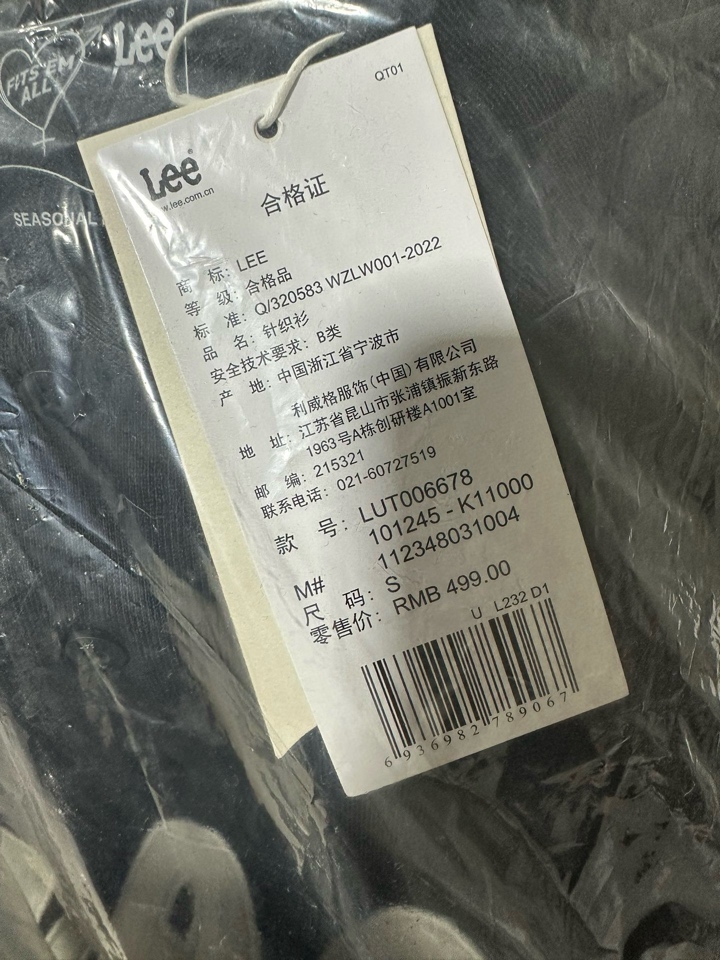 FITS 'EM
ALL
Lee
SEASONAL
QT01
Lee®
w.lee.com.cn
合格证
商 标：LEE
等 级：合格品
标 准：Q/320583 WZLW001-2022
品 名：针织衫
安全技术要求：B类
产 地：中国浙江省宁波市
利威格服饰(中国)有限公司
地 址：江苏省昆山市张浦镇振新东路
1963号A栋创研楼A1001室
邮 编：215321
联系电话：021-60727519
款 号：LUT006678
101245 - K11000
M# 112348031004
尺 码：S
零售价：RMB 499.00
U L232 D1
6 936982 789067